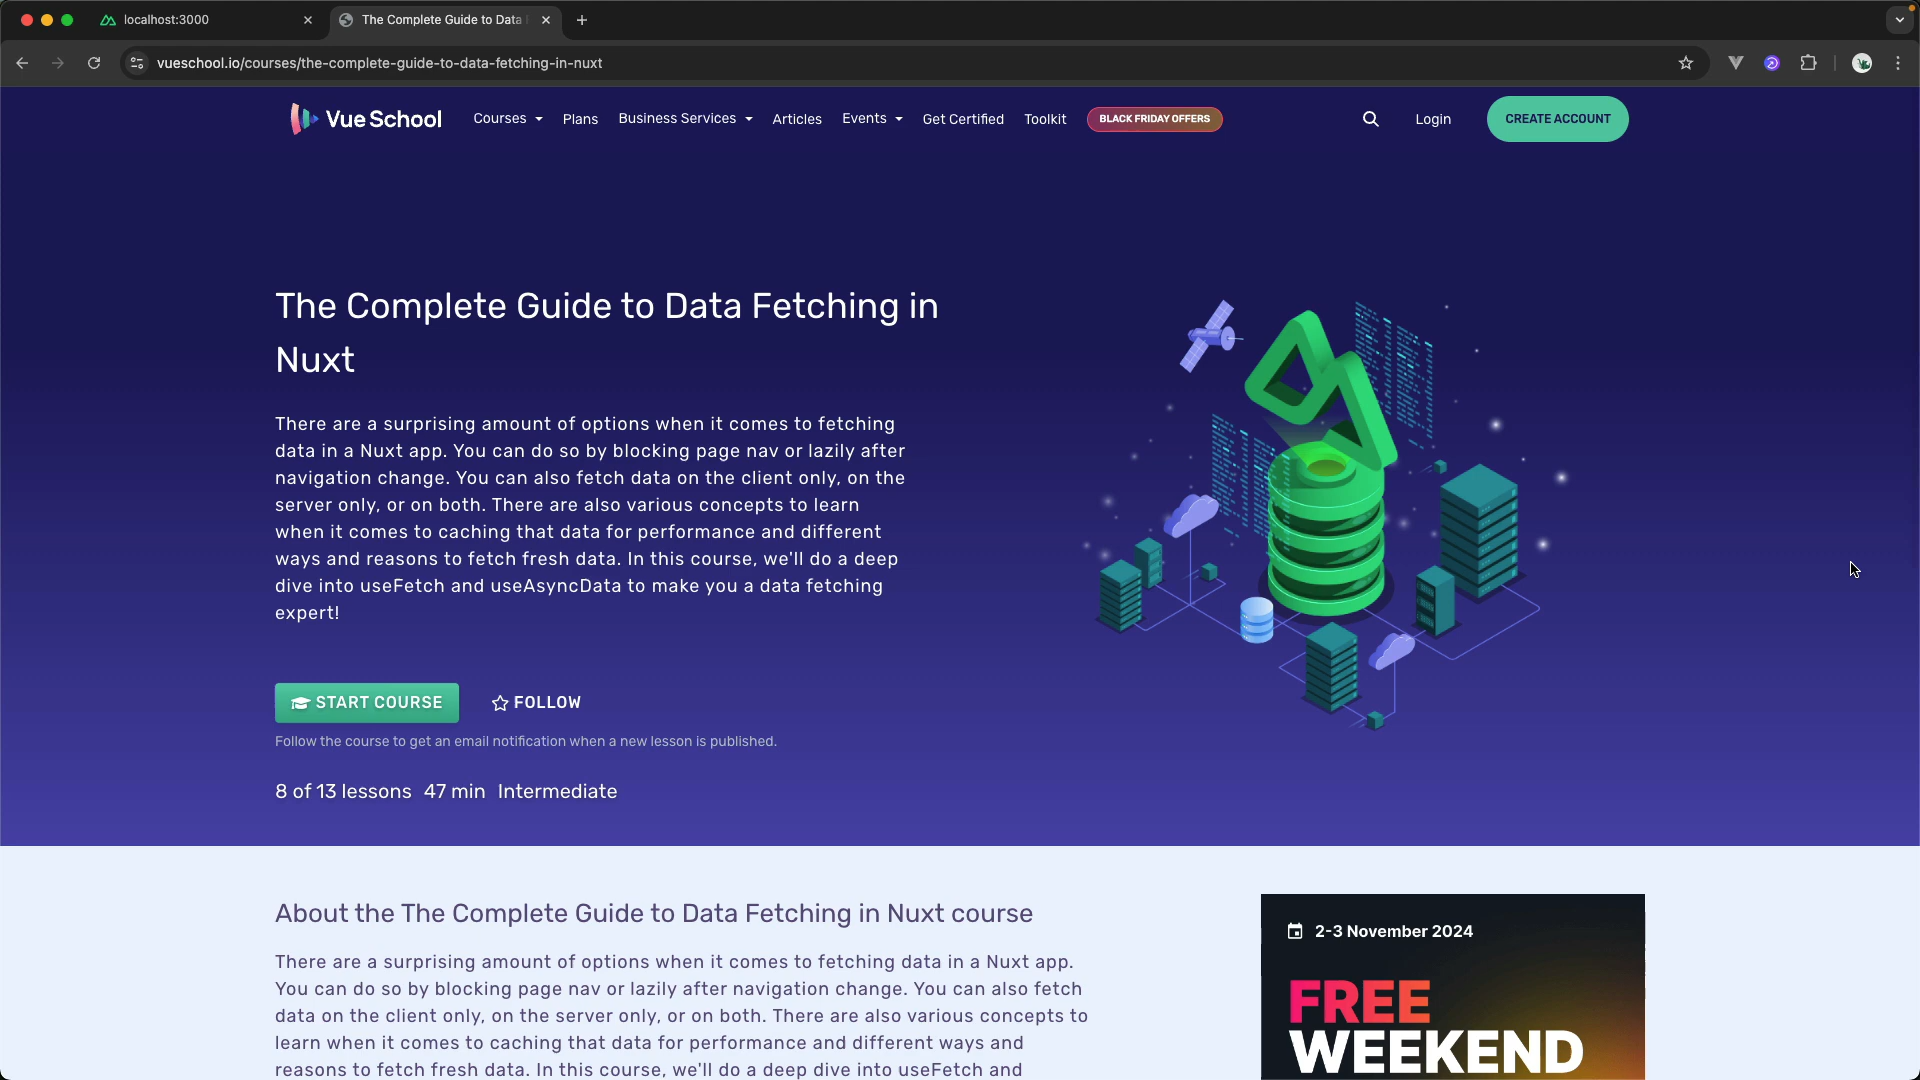 localhost:3000
The Complete Guide to Data
vueschool.io/courses/the-complete-guide-to-data-fetching-in-nuxt
Vue School
Courses
Plans
Business Services
Articles
Events
Get Certified
Toolkit
BLACK FRIDAY OFFERS
Login
CREATE ACCOUNT
The Complete Guide to Data Fetching in
Nuxt
There are a surprising amount of options when it comes to fetching
data in a Nuxt app. You can do so by blocking page nav or lazily after
navigation change. You can also fetch data on the client only, on the
server only, or on both. There are also various concepts to learn
when it comes to caching that data for performance and different
ways and reasons to fetch fresh data. In this course, we'll do a deep
dive into useFetch and useAsyncData to make you a data fetching
expert!
START COURSE
FOLLOW
Follow the course to get an email notification when a new lesson is published.
8 of 13 lessons 47 min Intermediate
About the The Complete Guide to Data Fetching in Nuxt course
There are a surprising amount of options when it comes to fetching data in a Nuxt app.
You can do so by blocking page nav or lazily after navigation change. You can also fetch
data on the client only, on the server only, or on both. There are also various concepts to
learn when it comes to caching that data for performance and different ways and
reasons to fetch fresh data. In this course, we'll do a deep dive into useFetch and
2-3 November 2024
FREE
WEEKEND